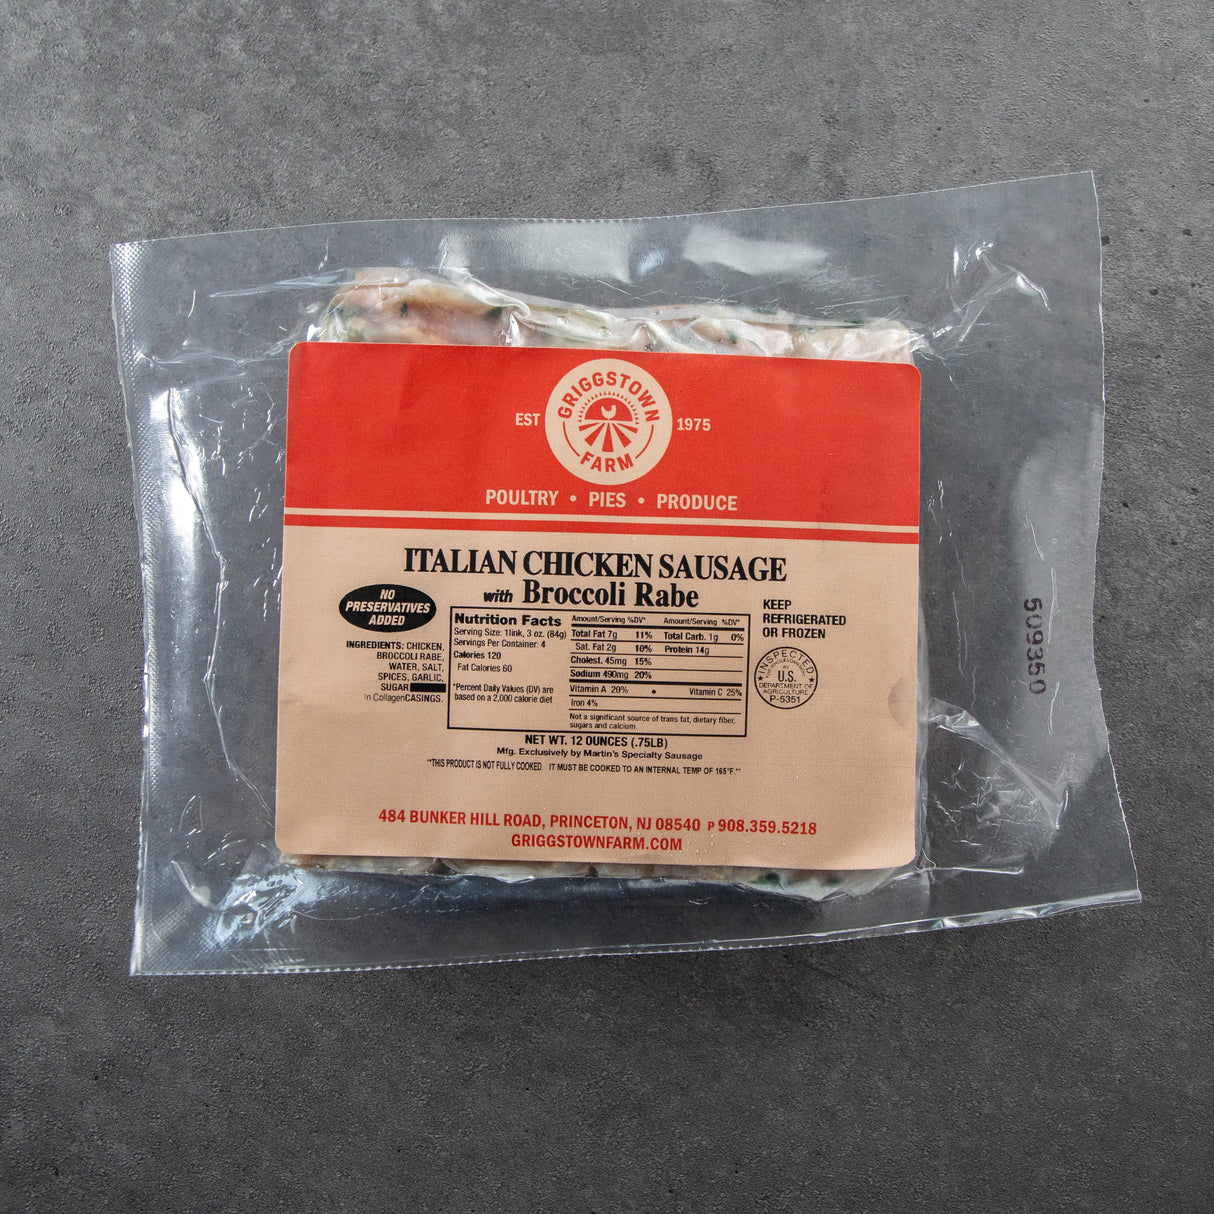 GRIGGSTOWN
EST 1975
FARM
POULTRY • PIES • PRODUCE
ITALIAN CHICKEN SAUSAGE
with Broccoli Rabe
NO
PRESERVATIVES
ADDED
INGREDIENTS: CHICKEN,
BROCCOLI RABE,
WATER, SALT,
SPICES, GARLIC,
SUGAR
In CollagenCASINGS.
Nutrition Facts
Serving Size: 1link, 3 oz. (84g)
Servings Per Container: 4
Calories 120
Fat Calories 60
*Percent Daily Values (DV) are
based on a 2,000 calorie diet
Amount/Serving %DV* Amount/Serving %DV*
Total Fat 7g 11% Total Carb. 1g 0%
Sat. Fat 2g 10% Protein 14g
Cholest. 45mg 15%
Sodium 490mg 20%
Vitamin A 20% • Vitamin C 25%
Iron 4%
Not a significant source of trans fat, dietary fiber,
sugars and calcium.
KEEP
REFRIGERATED
OR FROZEN
INSPECTED
BY
U.S.
DEPARTMENT OF
AGRICULTURE
P-5351
NET WT. 12 OUNCES (.75LB)
Mfg. Exclusively by Martin's Specialty Sausage
**THIS PRODUCT IS NOT FULLY COOKED. IT MUST BE COOKED TO AN INTERNAL TEMP OF 165°F.**
484 BUNKER HILL ROAD, PRINCETON, NJ 08540 P 908.359.5218
GRIGGSTOWNFARM.COM
509350